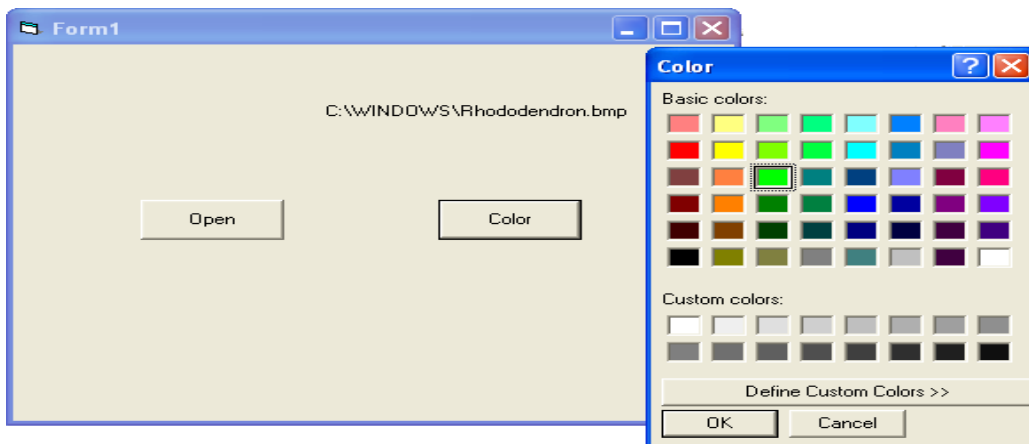 Form1
C:\WINDOWS\Rhododendron.bmp
Open
Color
Color
?
Basic colors:
Custom colors:
Define Custom Colors >>
OK
Cancel